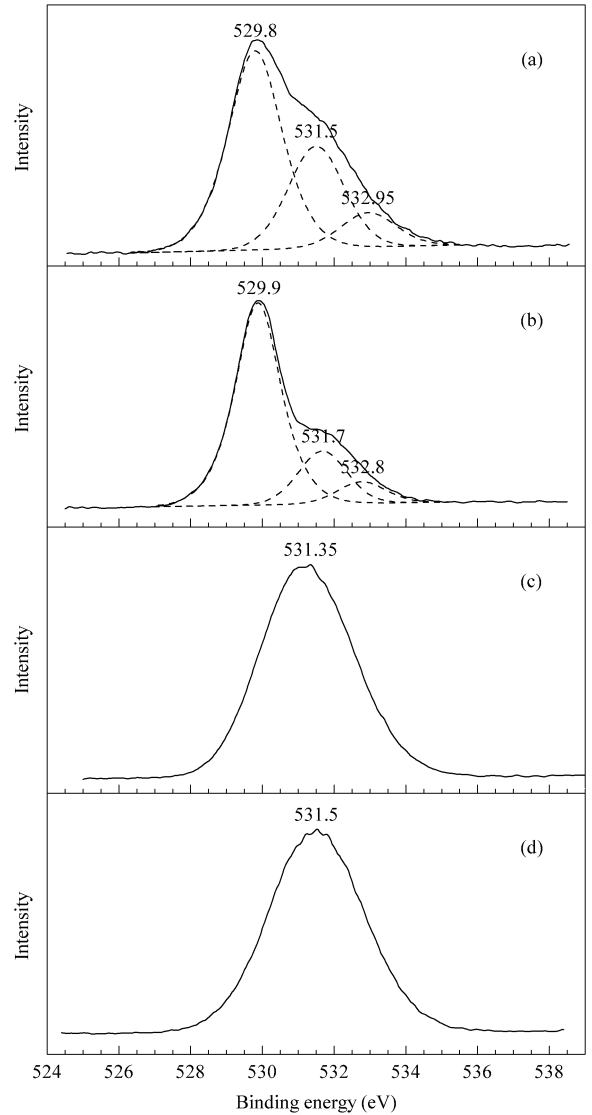 529.8
(a)
Intensity
531.5
532.95
529.9
(b)
Intensity
531.7
532.8
531.35
(c)
Intensity
531.5
(d)
Intensity
524 526 528 530 532 534 536 538
Binding energy (eV)